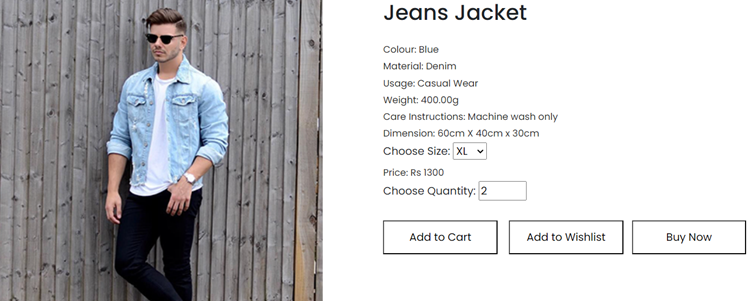 Jeans Jacket
Colour: Blue
Material: Denim
Usage: Casual Wear
Weight: 400.00g
Care Instructions: Machine wash only
Dimension: 60cm X 40cm x 30cm
Choose Size: XL
Price: Rs 1300
Choose Quantity: 2
Add to Cart Add to Wishlist Buy Now